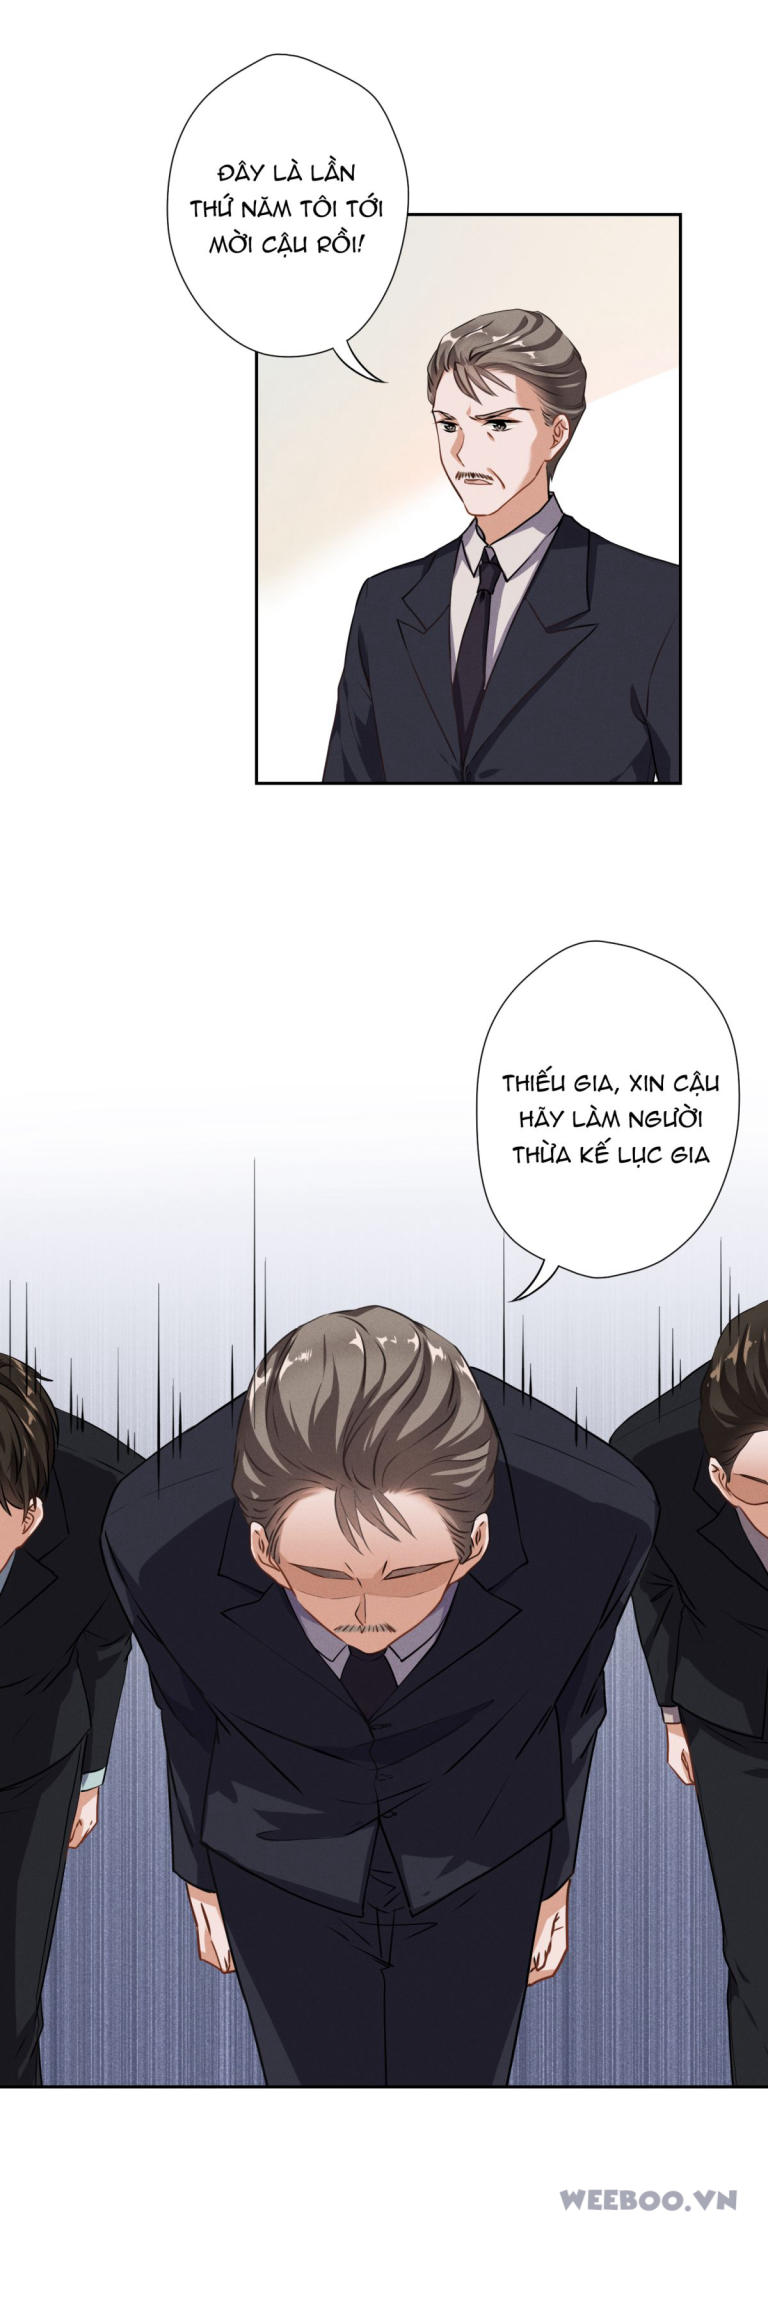 ĐÂY LÀ LẦN
THỨ NĂM TÔI TỚI
MỜI CẬU RỒI!
THIẾU GIA, XIN CẬU
HÃY LÀM NGƯỜI
THỪA KẾ LỤC GIA
WEEBOO.VN